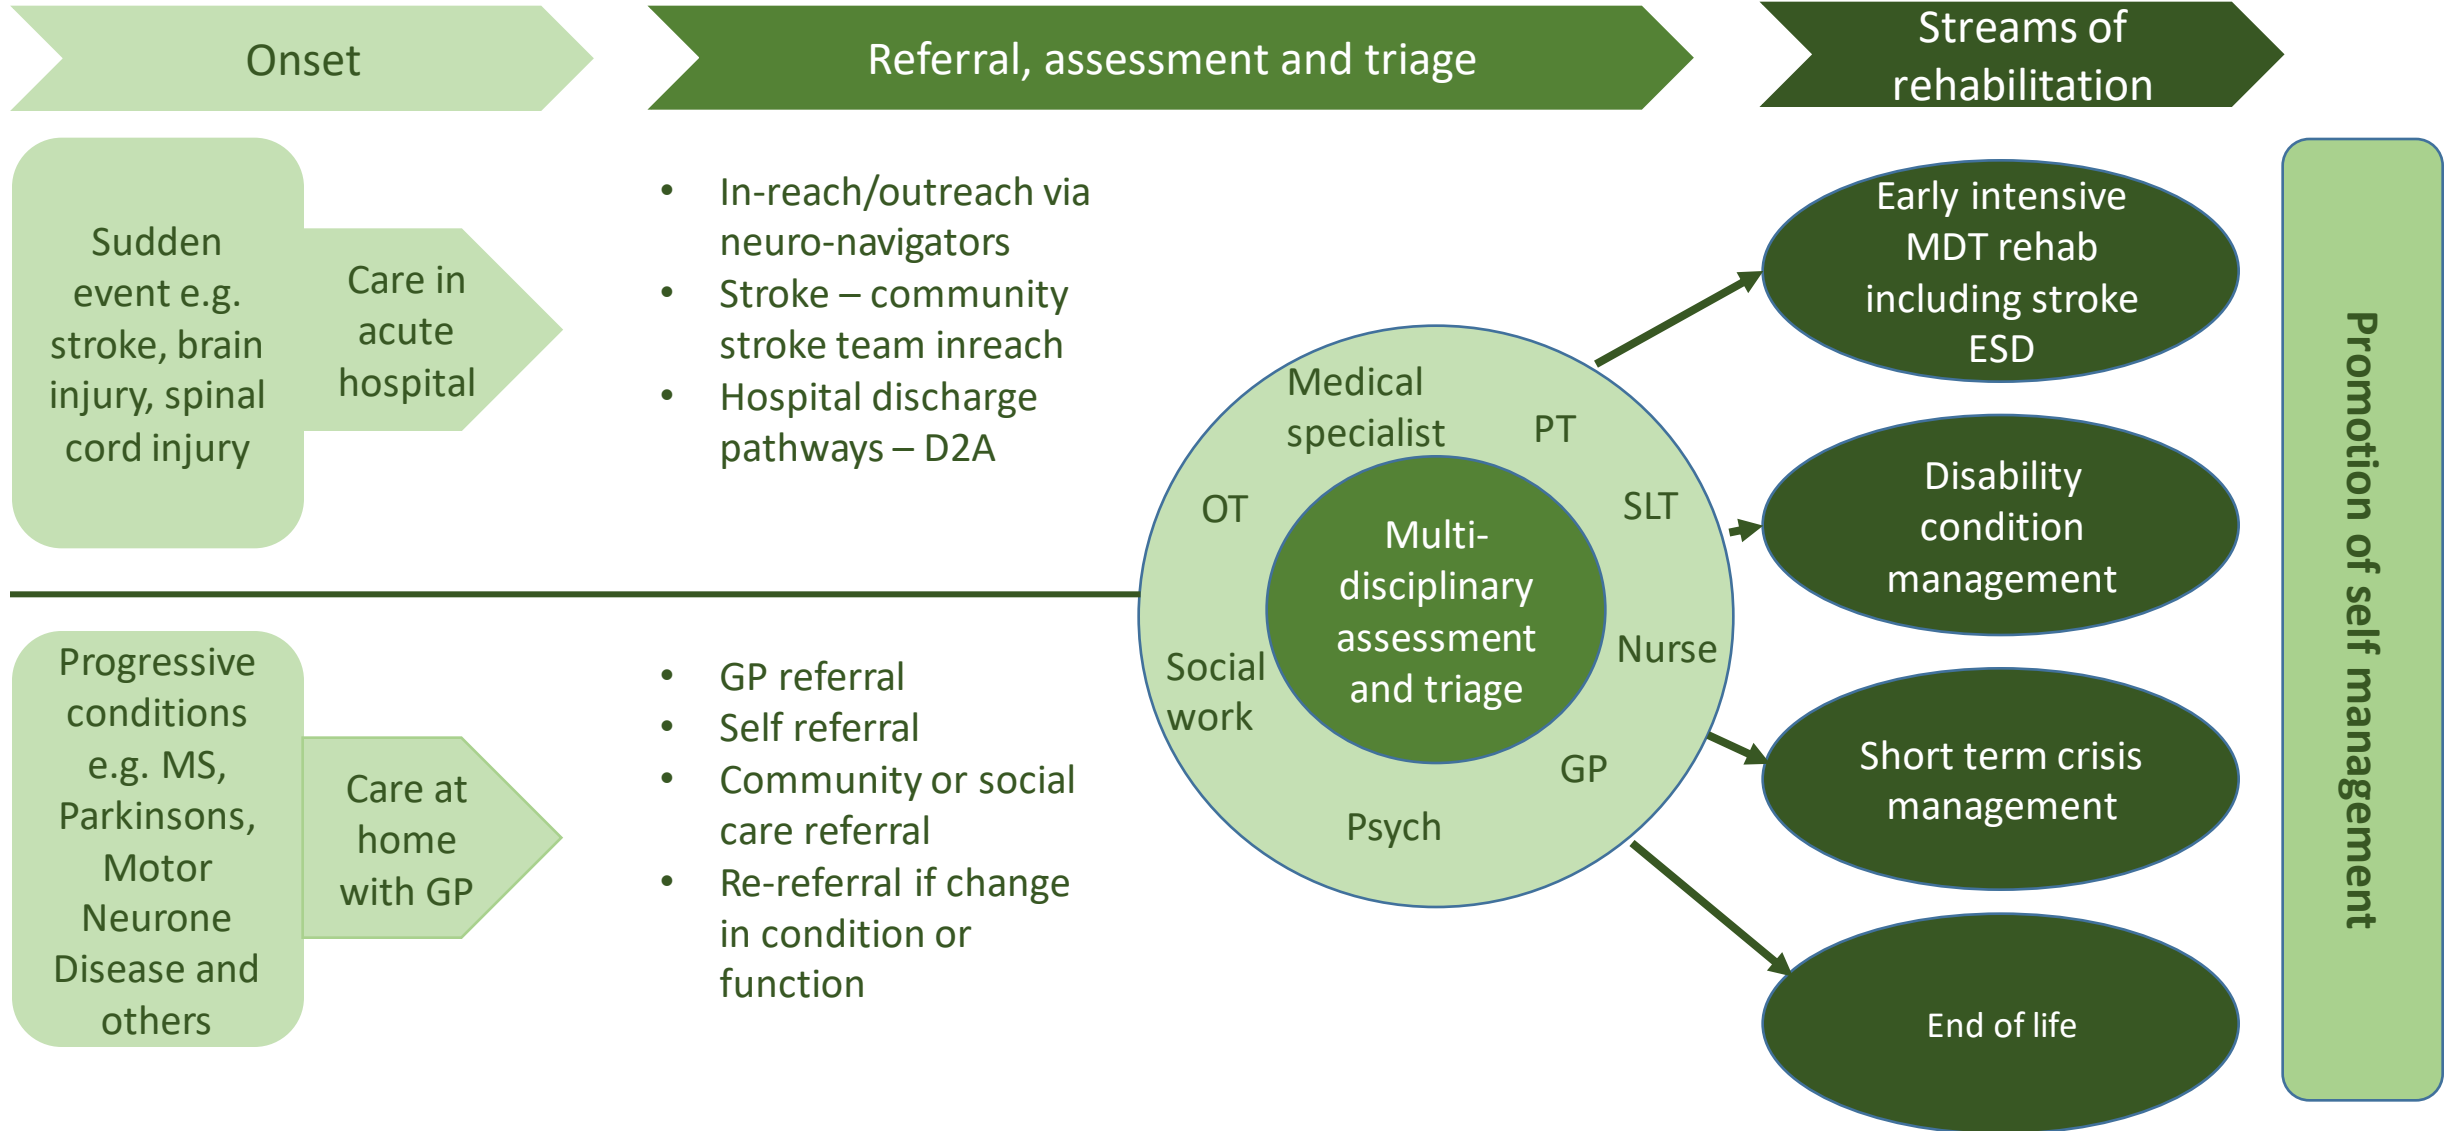 Onset
Referral, assessment and triage
Streams of
rehabilitation
Sudden
event e.g.
stroke, brain
injury, spinal
cord injury
Care in
acute
hospital
• In-reach/outreach via
neuro-navigators
• Stroke – community
stroke team inreach
• Hospital discharge
pathways – D2A
Progressive
conditions
e.g. MS,
Parkinsons,
Motor
Neurone
Disease and
others
Care at
home
with GP
• GP referral
• Self referral
• Community or social
care referral
• Re-referral if change
in condition or
function
Medical
specialist
PT
SLT
Nurse
GP
Psych
Social
work
OT
Multi-
disciplinary
assessment
and triage
Early intensive
MDT rehab
including stroke
ESD
Disability
condition
management
Short term crisis
management
End of life
Promotion of self management